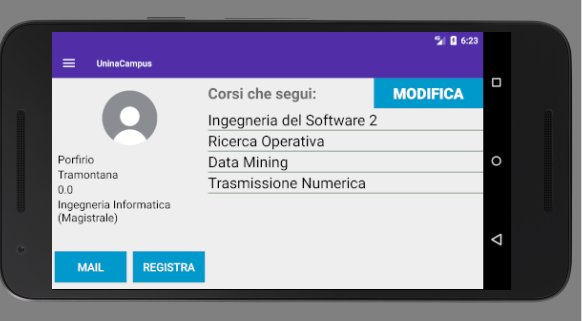 6:23
UninaCampus
Corsi che segui:
MODIFICA
Ingegneria del Software 2
Ricerca Operativa
Data Mining
Trasmissione Numerica
Porfirio
Tramontana
0.0
Ingegneria Informatica
(Magistrale)
MAIL
REGISTRA